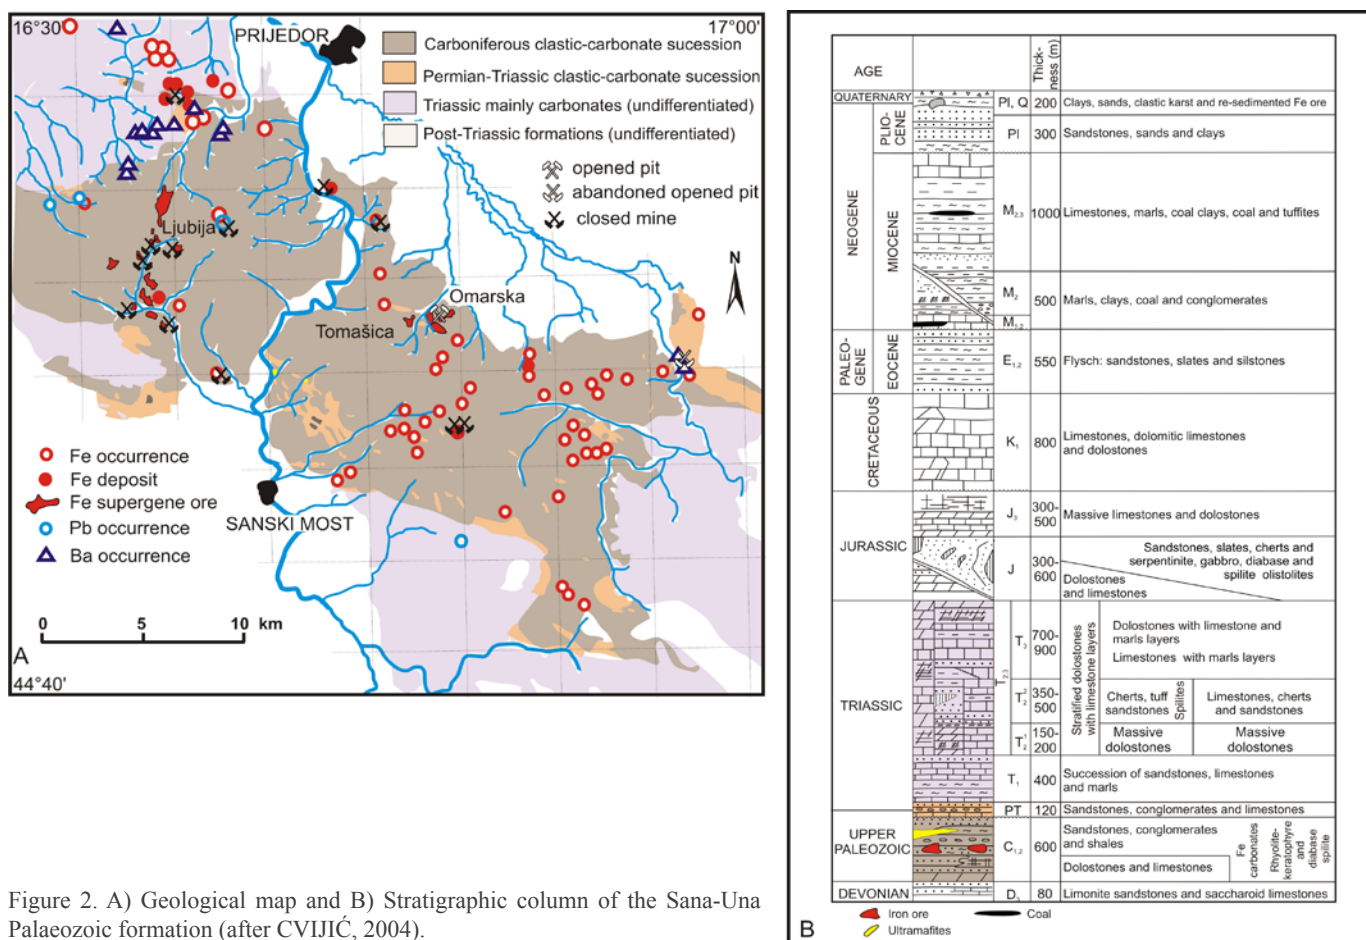 16°30'
17°00'
PRIJEDOR
Carboniferous clastic-carbonate sucession
Permian-Triassic clastic-carbonate sucession
Triassic mainly carbonates (undifferentiated)
Post-Triassic formations (undifferentiated)
opened pit
abandoned opened pit
closed mine
Ljubija
N
Omarska
Tomašica
Fe occurrence
Fe deposit
Fe supergene ore
Pb occurrence
Ba occurrence
SANSKI MOST
0 5 10 km
A
44°40'
Figure 2. A) Geological map and B) Stratigraphic column of the Sana-Una
Palaeozoic formation (after CVIJIĆ, 2004).
AGE
Thick-
ness (m)
QUATERNARY
Pl, Q
200
Clays, sands, clastic karst and re-sedimented Fe ore
NEOGENE
PLIO-
CENE
Pl
300
Sandstones, sands and clays
MIOCENE
M2,3
1000
Limestones, marls, coal clays, coal and tuffites
M2
500
Marls, clays, coal and conglomerates
M1,2
PALEO-
GENE
EOCENE
E1,2
550
Flysch: sandstones, slates and silstones
CRETACEOUS
K1
800
Limestones, dolomitic limestones
and dolostones
JURASSIC
J3
300-
500
Massive limestones and dolostones
J
300-
600
Sandstones, slates, cherts and
serpentinite, gabbro, diabase and
spilite olistolites
Dolostones
and limestones
TRIASSIC
T2,3
T3
700-
900
Stratified dolostones
with limestone layers
Dolostones with limestone and
marls layers
Limestones with marls layers
T2 2
350-
500
Cherts, tuff
sandstones
Spilites
Limestones, cherts
and sandstones
T2 1
150-
200
Massive
dolostones
Massive
dolostones
T1
400
Succession of sandstones, limestones
and marls
PT
120
Sandstones, conglomerates and limestones
UPPER
PALEOZOIC
C1,2
600
Sandstones, conglomerates
and shales
Dolostones and limestones
Fe
carbonates
Rhyolite-
keratophyre
and
diabase
spilite
DEVONIAN
D3
80
Limonite sandstones and saccharoid limestones
Iron ore
Coal
Ultramafites
B